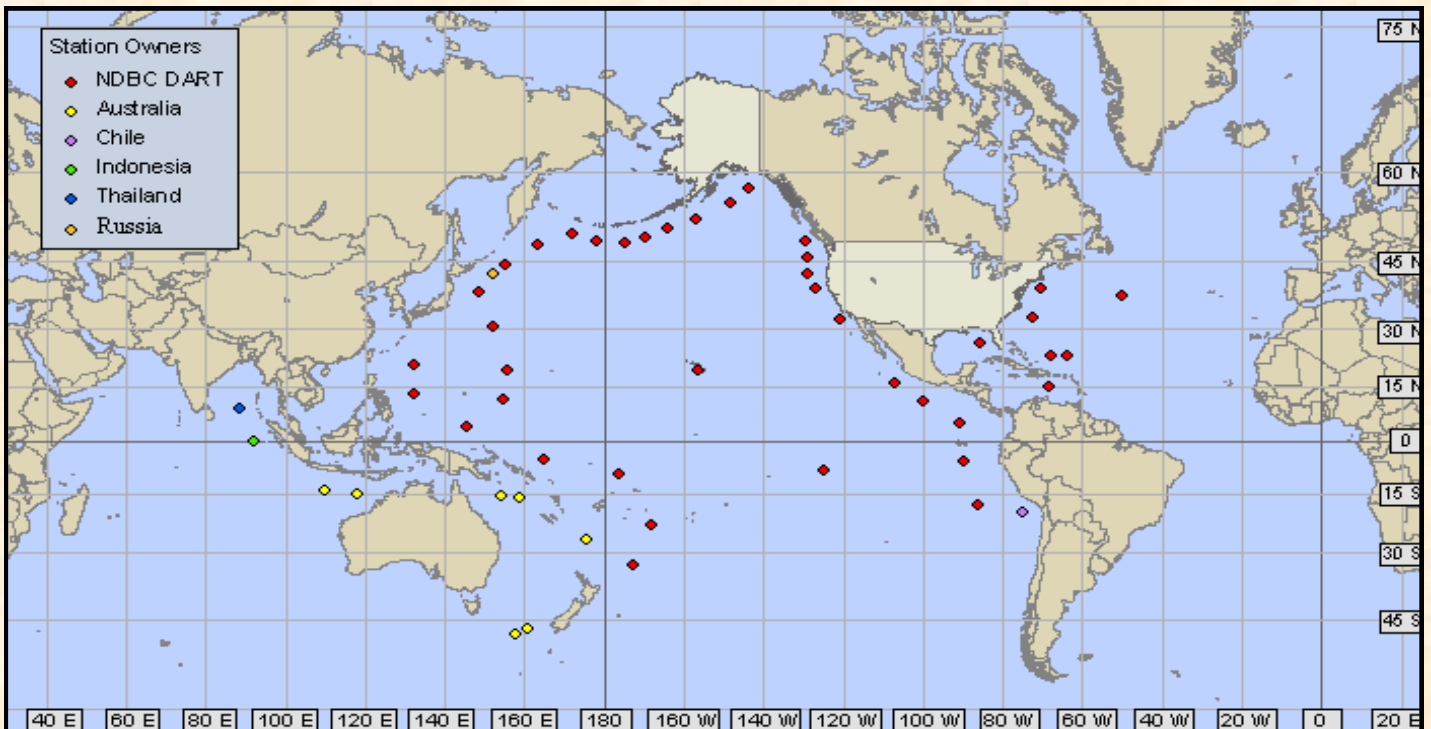 Station Owners
NDBC DART
Australia
Chile
Indonesia
Thailand
Russia
75 N
60 N
45 N
30 N
15 N
0
15 S
30 S
45 S
40 E 60 E 80 E 100 E 120 E 140 E 160 E 180 160 W 140 W 120 W 100 W 80 W 60 W 40 W 20 W 0 20 E